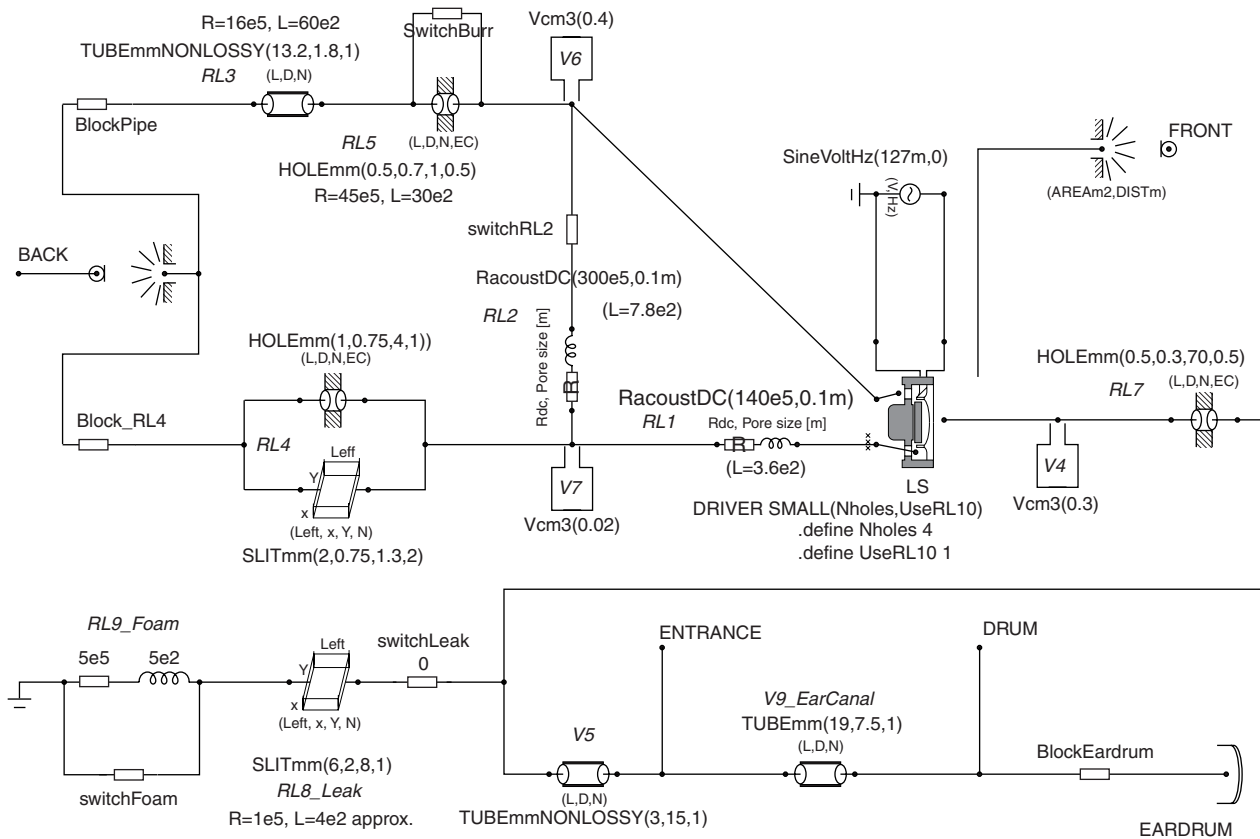 R=16e5, L=60e2
TUBEmmNONLOSSY(13.2,1.8,1)
RL3
(L,D,N)
SwitchBurr
Vcm3(0.4)
V6
BlockPipe
RL5
(L,D,N,EC)
HOLEmm(0.5,0.7,1,0.5)
R=45e5, L=30e2
SineVoltHz(127m,0)
(V,Hz)
FRONT
(AREAm2,DISTm)
switchRL2
BACK
RacoustDC(300e5,0.1m)
(L=7.8e2)
RL2
Rdc, Pore size [m]
R
HOLEmm(1,0.75,4,1))
(L,D,N,EC)
HOLEmm(0.5,0.3,70,0.5)
RL7
(L,D,N,EC)
Block_RL4
RL4
RacoustDC(140e5,0.1m)
RL1
Rdc, Pore size [m]
R
(L=3.6e2)
Leff
Y
x
(Left, x, Y, N)
SLITmm(2,0.75,1.3,2)
V7
Vcm3(0.02)
LS
DRIVER SMALL(Nholes,UseRL10)
.define Nholes 4
.define UseRL10 1
V4
Vcm3(0.3)
RL9_Foam
5e5
5e2
switchFoam
Left
Y
x
(Left, x, Y, N)
SLITmm(6,2,8,1)
RL8_Leak
R=1e5, L=4e2 approx.
switchLeak
0
ENTRANCE
DRUM
V5
(L,D,N)
TUBEmmNONLOSSY(3,15,1)
V9_EarCanal
TUBEmm(19,7.5,1)
(L,D,N)
BlockEardrum
EARDRUM